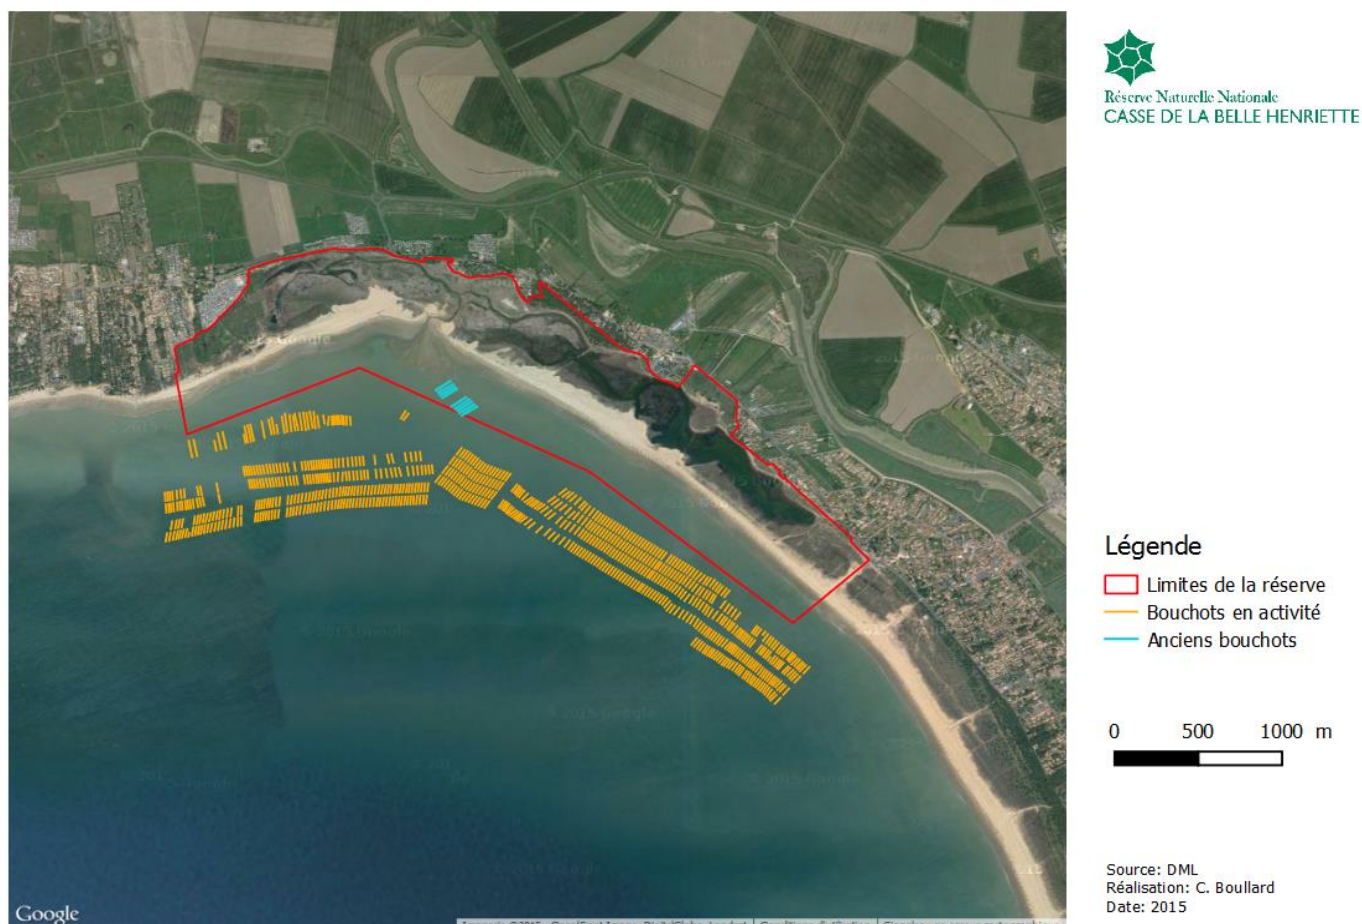 Réserve Naturelle Nationale
CASSE DE LA BELLE HENRIETTE
Légende
Limites de la réserve
Bouchots en activité
Anciens bouchots
0 500 1000 m
Source: DML
Réalisation: C. Boullard
Date: 2015
Google